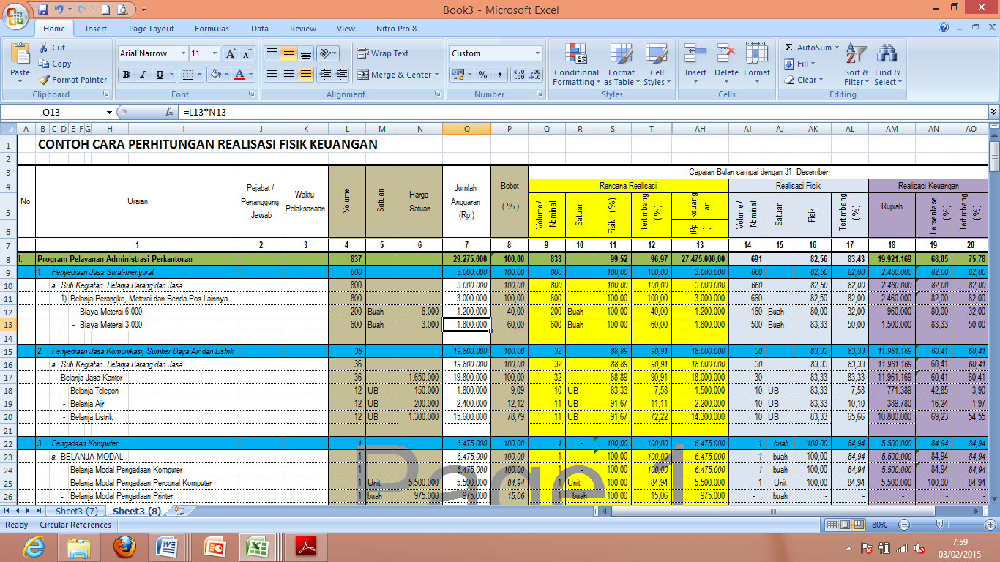 Book3 - Microsoft Excel
Home Insert Page Layout Formulas Data Review View Nitro Pro 8
Paste Cut Copy Format Painter Clipboard
Arial Narrow 11 B I U Font
Wrap Text Merge & Center Alignment
Custom % , Number
Conditional Formatting Format as Table Cell Styles Styles
Insert Delete Format Cells
Σ AutoSum Fill Clear Sort & Filter Find & Select Editing
O13 fx =L13*N13
A B C D E F G H I J K L M N O P Q R S T AH AI AJ AK AL AM AN AO
1 CONTOH CARA PERHITUNGAN REALISASI FISIK KEUANGAN
2
3 No. Uraian Pejabat / Penanggung Jawab Waktu Pelaksanaan Volume Satuan Harga Satuan Jumlah Anggaran (Rp.) Bobot ( % ) Capaian Bulan sampai dengan 31 Desember
4 Rencana Realisasi Realisasi Fisik Realisasi Keuangan
5 Volume/ Nominal Satuan Fisik (%) Tertimbang (%) (Rp. keuangan ) Volume/ Nominal Satuan Fisik Tertimbang (%) Rupiah Persentase (%) Tertimbang (%)
6
7 1 2 3 4 5 6 7 8 9 10 11 12 13 14 15 16 17 18 19 20
8 I. Program Pelayanan Administrasi Perkantoran 837 29.275.000 100,00 833 99,52 96,97 27.475.000,00 691 82,56 83,43 19.921.169 68,05 75,78
9 1. Penyediaan Jasa Surat-menyurat 800 3.000.000 100,00 800 100,00 100,00 3.000.000 660 82,50 82,00 2.460.000 82,00 82,00
10 a. Sub Kegiatan Belanja Barang dan Jasa 800 3.000.000 100,00 800 100,00 100,00 3.000.000 660 82,50 82,00 2.460.000 82,00 82,00
11 1) Belanja Perangko, Meterai dan Benda Pos Lainnya 800 3.000.000 100,00 800 100,00 100,00 3.000.000 660 82,50 82,00 2.460.000 82,00 82,00
12 - Biaya Meterai 6.000 200 Buah 6.000 1.200.000 40,00 200 Buah 100,00 40,00 1.200.000 160 Buah 80,00 32,00 960.000 80,00 32,00
13 - Biaya Meterai 3.000 600 Buah 3.000 1.800.000 60,00 600 Buah 100,00 60,00 1.800.000 500 Buah 83,33 50,00 1.500.000 83,33 50,00
14
15 2. Penyediaan Jasa Komunikasi, Sumber Daya Air dan Listrik 36 19.800.000 100,00 32 88,89 90,91 18.000.000 30 83,33 83,33 11.961.169 60,41 60,41
16 a. Sub Kegiatan Belanja Barang dan Jasa 36 19.800.000 100,00 32 88,89 90,91 18.000.000 30 83,33 83,33 11.961.169 60,41 60,41
17 Belanja Jasa Kantor 36 1.650.000 19.800.000 100,00 32 88,89 90,91 18.000.000 30 83,33 83,33 11.961.169 60,41 60,41
18 - Belanja Telepon 12 UB 150.000 1.800.000 9,09 10 UB 83,33 7,58 1.500.000 10 UB 83,33 7,58 771.389 42,85 3,90
19 - Belanja Air 12 UB 200.000 2.400.000 12,12 11 UB 91,67 11,11 2.200.000 10 UB 83,33 10,10 389.780 16,24 1,97
20 - Belanja Listrik 12 UB 1.300.000 15.600.000 78,79 11 UB 91,67 72,22 14.300.000 10 UB 83,33 65,66 10.800.000 69,23 54,55
21
22 3. Pengadaan Komputer 1 6.475.000 100,00 1 - 100,00 100,00 6.475.000 1 buah 100,00 84,94 5.500.000 84,94 84,94
23 a. BELANJA MODAL 1 6.475.000 100,00 1 - 100,00 100,00 6.475.000 1 buah 100,00 84,94 5.500.000 84,94 84,94
24 - Belanja Modal Pengadaan Komputer 1 6.475.000 100,00 1 - 100,00 100,00 6.475.000 1 buah 100,00 84,94 5.500.000 84,94 84,94
25 - Belanja Modal Pengadaan Personal Komputer 1 Unit 5.500.000 5.500.000 84,94 1 Unit 100,00 84,94 5.500.000 1 Unit 100,00 84,94 5.500.000 100,00 84,94
26 - Belanja Modal Pengadaan Printer 1 buah 975.000 975.000 15,06 1 buah 100,00 15,06 975.000 - buah - - - - -
Page 1
Sheet3 (7) Sheet3 (8)
Ready Circular References 80%
7:59
03/02/2015